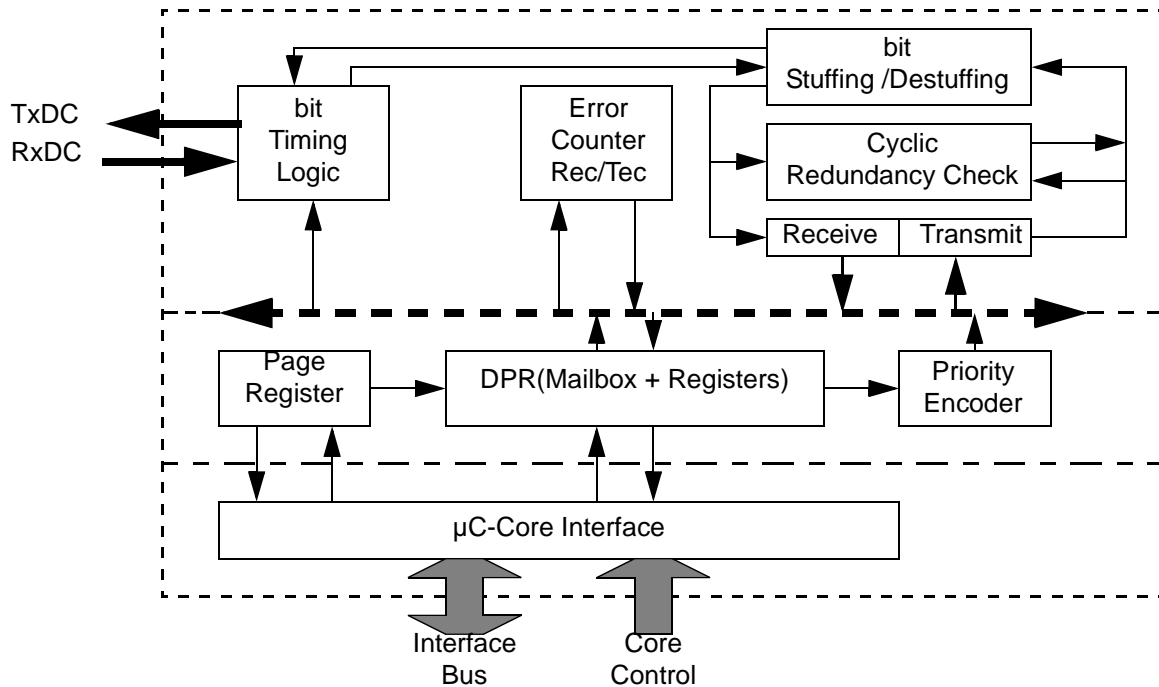 TxDC
RxDC
bit
Timing
Logic
Error
Counter
Rec/Tec
bit
Stuffing /Destuffing
Cyclic
Redundancy Check
Receive
Transmit
Page
Register
DPR(Mailbox + Registers)
Priority
Encoder
µC-Core Interface
Interface
Bus
Core
Control